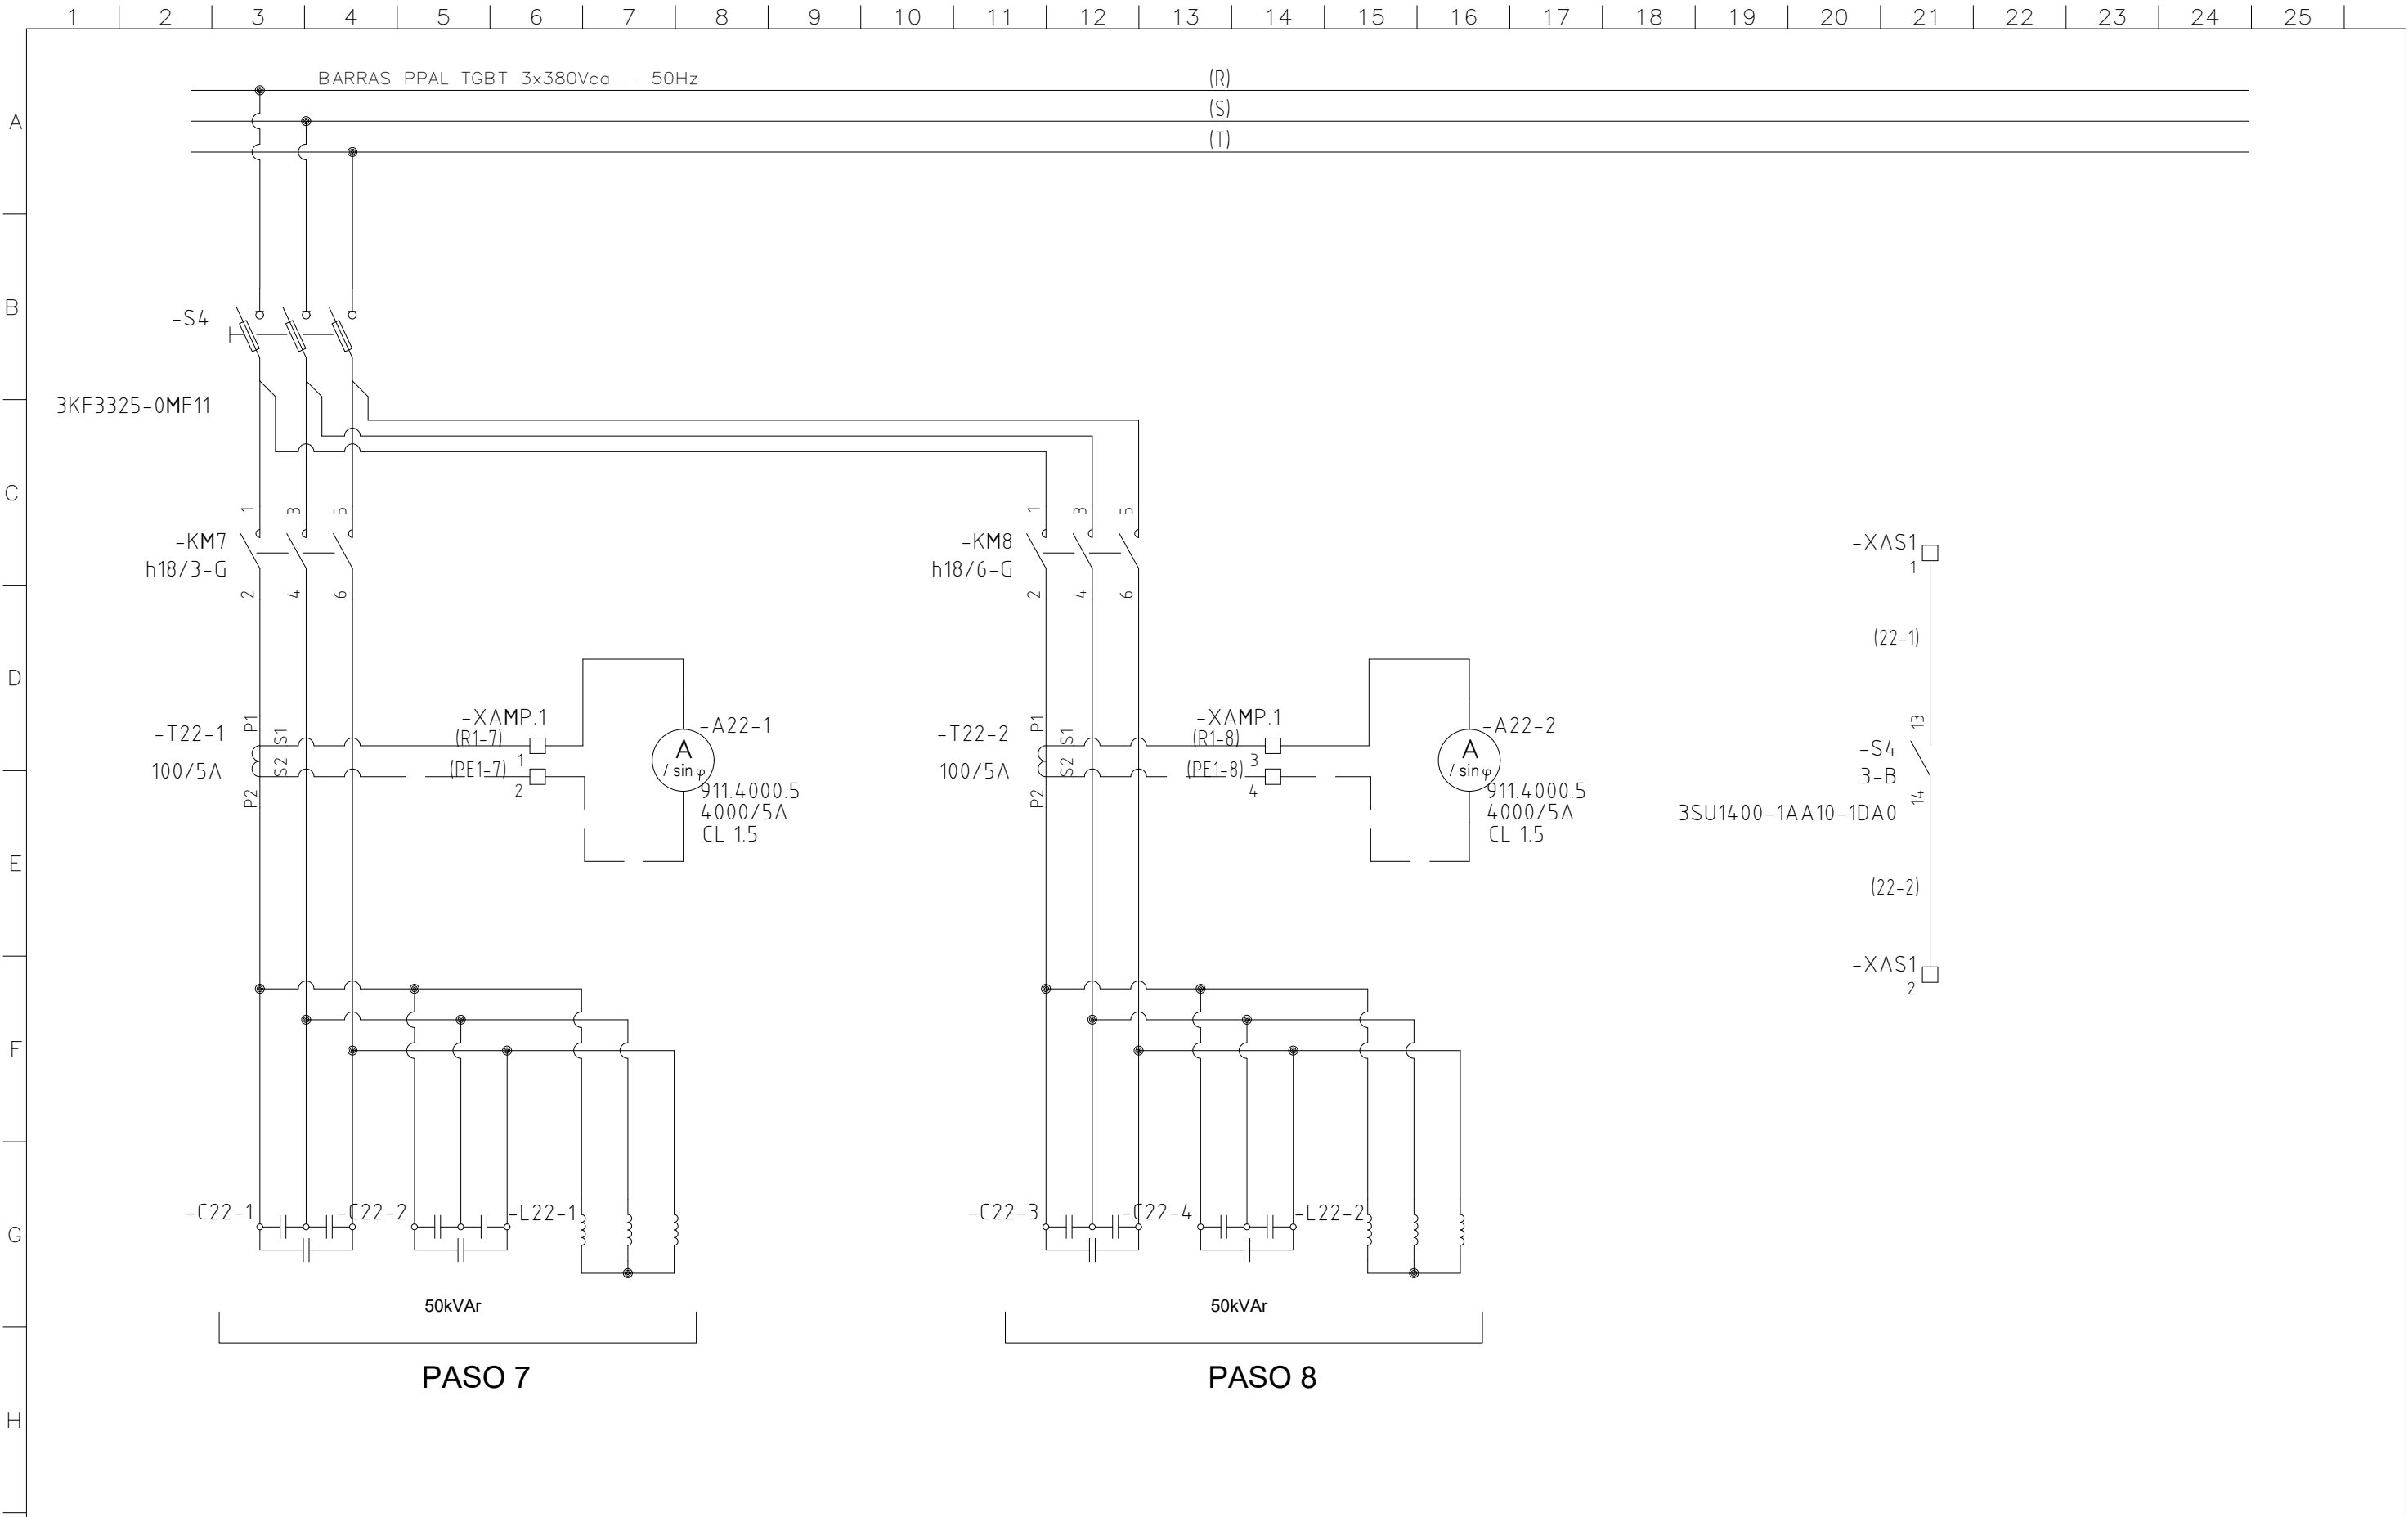 1 2 3 4 5 6 7 8 9 10 11 12 13 14 15 16 17 18 19 20 21 22 23 24 25
BARRAS PPAL TGBT 3x380Vca - 50Hz
(R)
(S)
(T)
A
B
C
D
E
F
G
H
-S4
3KF3325-0MF11
-KM7
h18/3-G
1 3 5
2 4 6
-T22-1
100/5A
P1
S1
S2
P2
-XAMP.1
(R1-7)
1
(PE1-7)
2
-A22-1
A
/ sin φ
911.4000.5
4000/5A
CL 1.5
-C22-1
-C22-2
-L22-1
50kVAr
PASO 7
-KM8
h18/6-G
1 3 5
2 4 6
-T22-2
100/5A
P1
S1
S2
P2
-XAMP.1
(R1-8)
3
(PE1-8)
4
-A22-2
A
/ sin φ
911.4000.5
4000/5A
CL 1.5
-C22-3
-C22-4
-L22-2
50kVAr
PASO 8
-XAS1
1
(22-1)
13
-S4
3-B
14
3SU1400-1AA10-1DA0
(22-2)
-XAS1
2